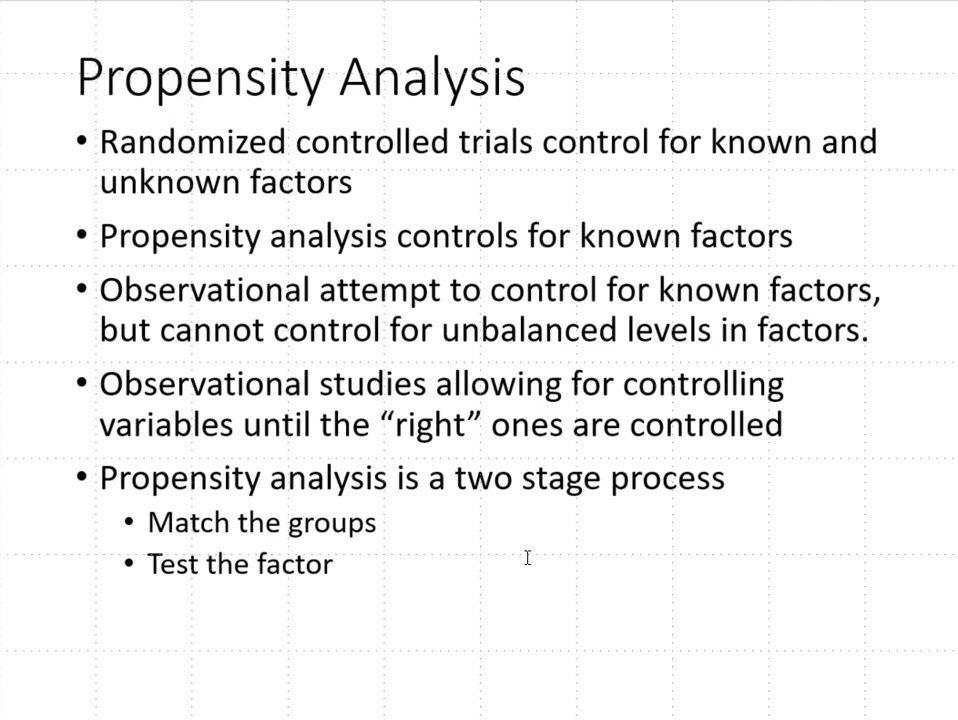 Propensity Analysis
• Randomized controlled trials control for known and
unknown factors
• Propensity analysis controls for known factors
• Observational attempt to control for known factors,
but cannot control for unbalanced levels in factors.
• Observational studies allowing for controlling
variables until the “right” ones are controlled
• Propensity analysis is a two stage process
• Match the groups
• Test the factor